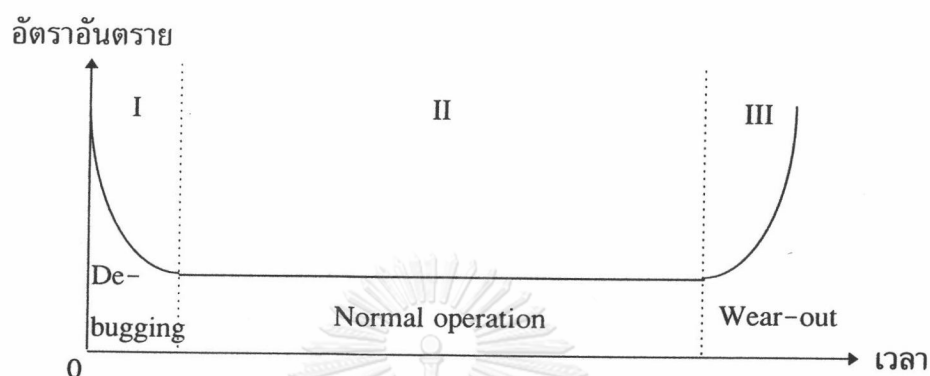 อัตราอันตราย
I II III
De-
bugging
Normal operation
Wear-out
0
เวลา